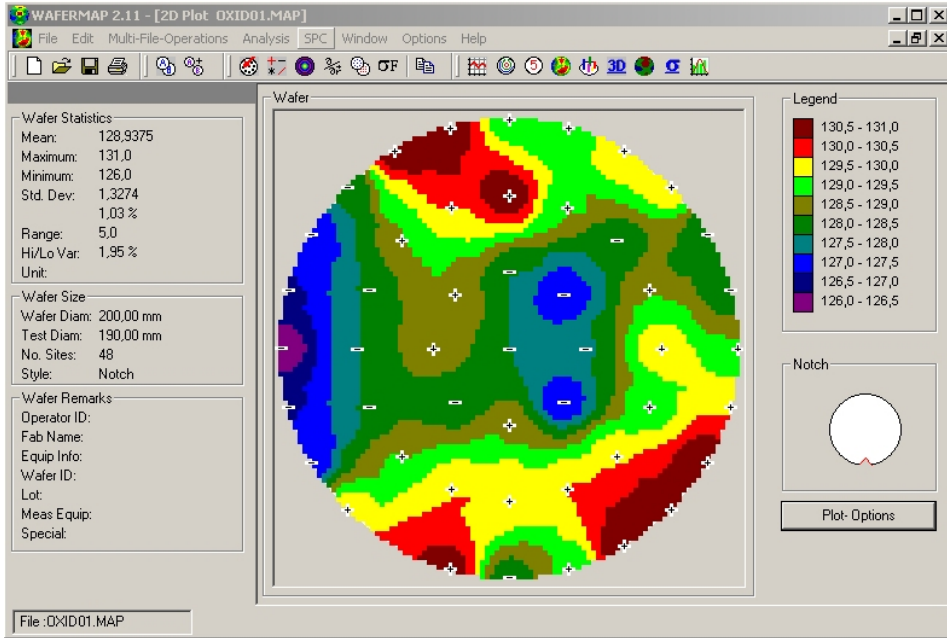 WAFERMAP 2.11 - [2D Plot OXID01.MAP]
File Edit Multi-File-Operations Analysis SPC Window Options Help
σF 5 3D σ
Wafer Statistics
Mean: 128,9375
Maximum: 131,0
Minimum: 126,0
Std. Dev: 1,3274
1,03 %
Range: 5,0
Hi/Lo Var: 1,95 %
Unit:
Wafer Size
Wafer Diam: 200,00 mm
Test Diam: 190,00 mm
No. Sites: 48
Style: Notch
Wafer Remarks
Operator ID:
Fab Name:
Equip Info:
Wafer ID:
Lot:
Meas Equip:
Special:
Wafer
Legend
130,5 - 131,0
130,0 - 130,5
129,5 - 130,0
129,0 - 129,5
128,5 - 129,0
128,0 - 128,5
127,5 - 128,0
127,0 - 127,5
126,5 - 127,0
126,0 - 126,5
Notch
Plot- Options
File :OXID01.MAP